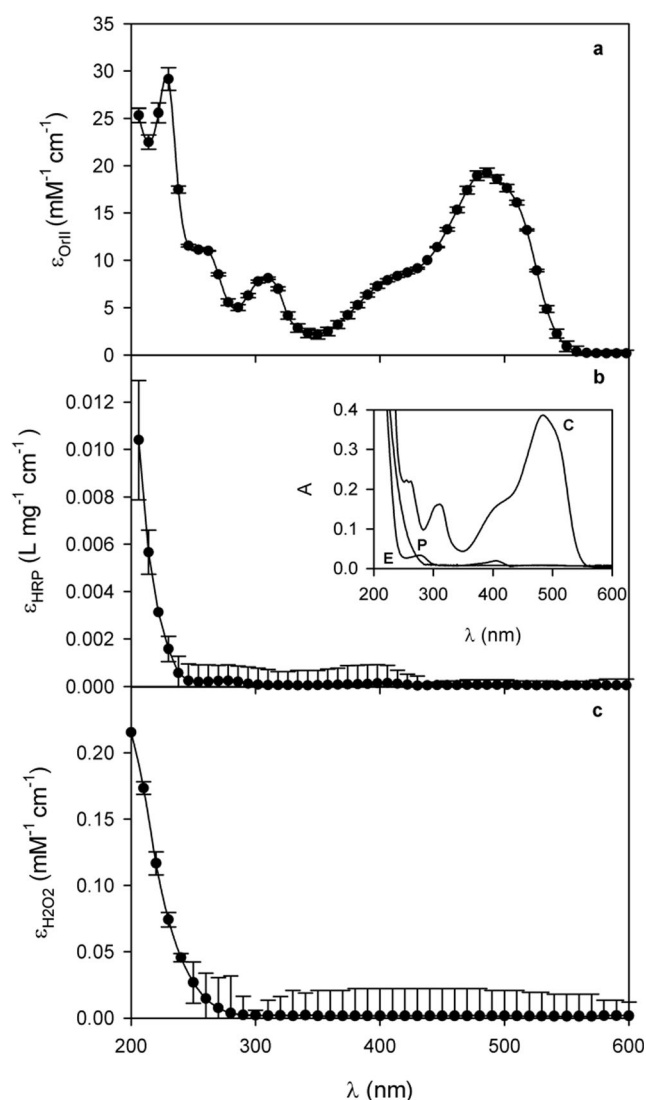 a
35
30
25
20
15
10
5
0
ε_OrII (mM⁻¹ cm⁻¹)
b
0.012
0.010
0.008
0.006
0.004
0.002
0.000
ε_HRP (L mg⁻¹ cm⁻¹)
0.4
0.3
0.2
0.1
0.0
A
C
P
E
200 300 400 500 600
λ (nm)
c
0.20
0.15
0.10
0.05
0.00
ε_H2O2 (mM⁻¹ cm⁻¹)
200 300 400 500 600
λ (nm)